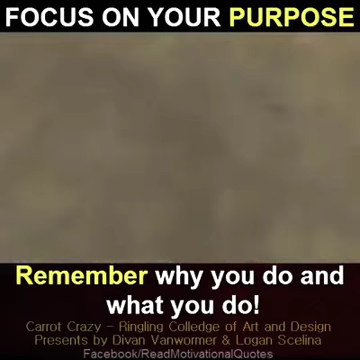 FOCUS ON YOUR PURPOSE
Remember why you do and
what you do!
Carrot Crazy - Ringling Colledge of Art and Design
Presents by Divan Vanwormer & Logan Scelina
Facebook/ReadMotivationalQuotes